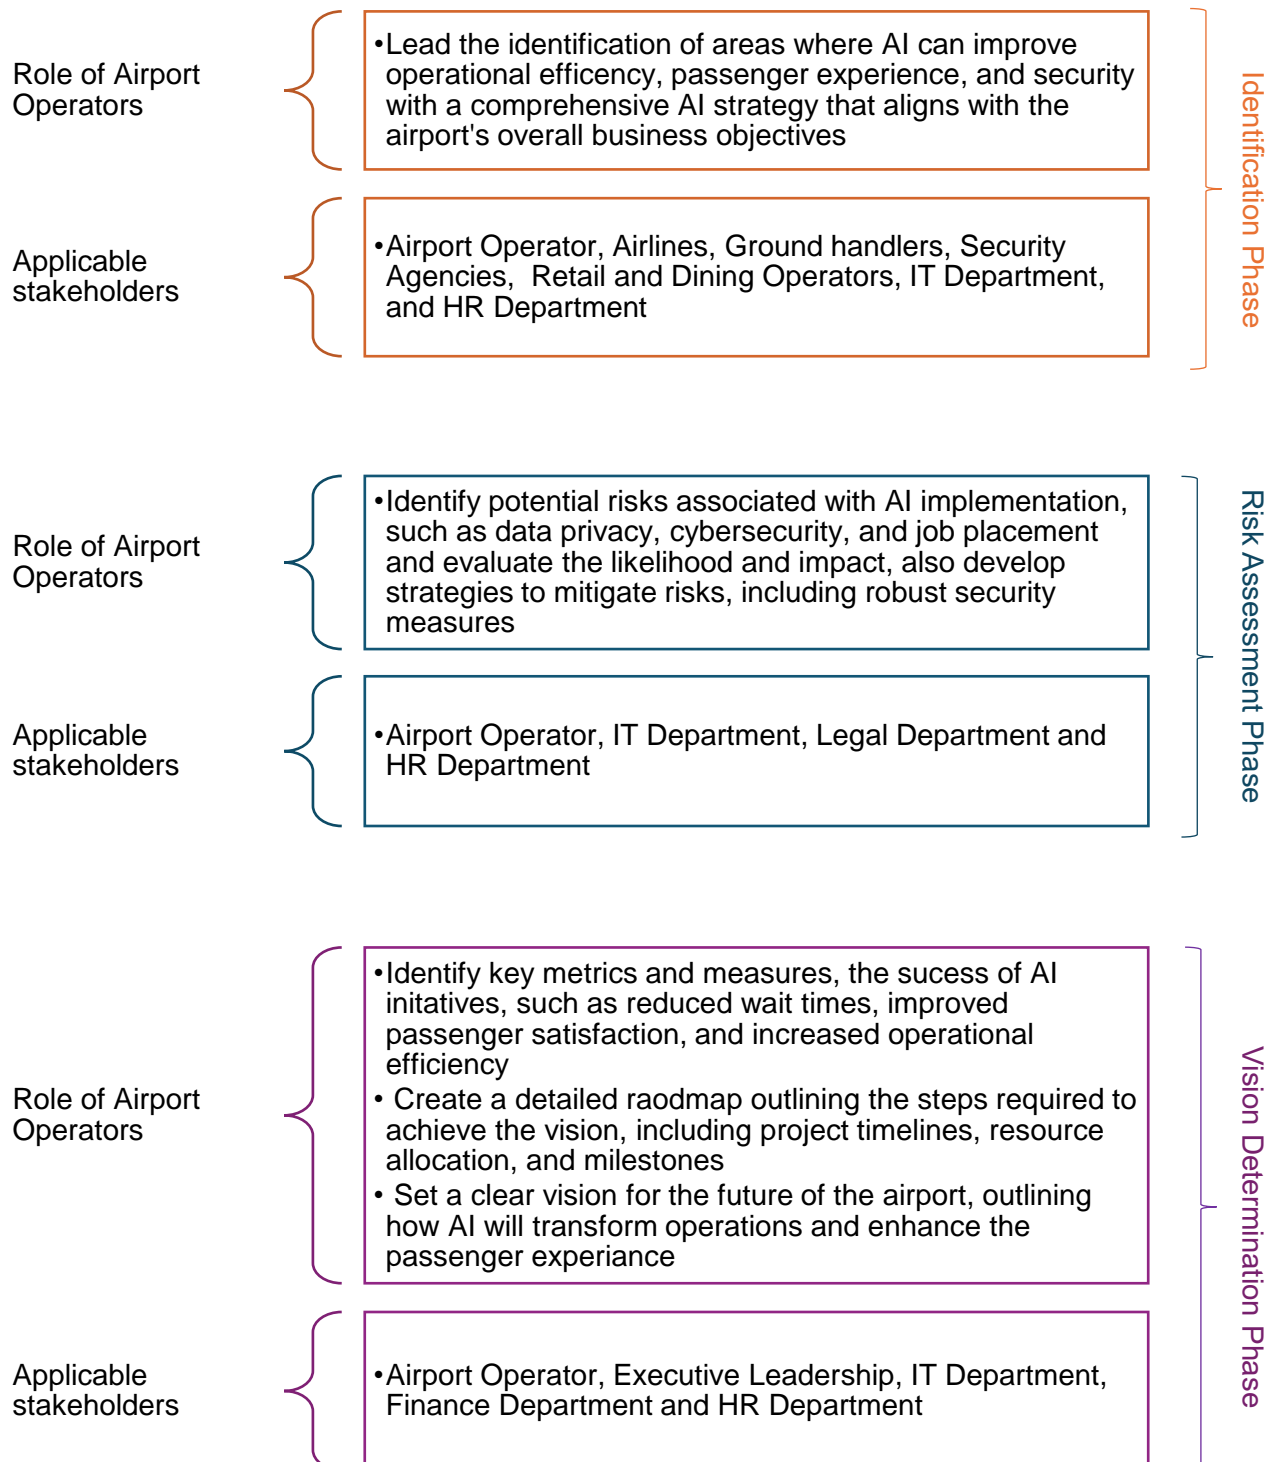 Role of Airport
Operators
•Lead the identification of areas where AI can improve
operational efficency, passenger experience, and security
with a comprehensive AI strategy that aligns with the
airport's overall business objectives
Applicable
stakeholders
•Airport Operator, Airlines, Ground handlers, Security
Agencies,  Retail and Dining Operators, IT Department,
and HR Department
Identification Phase
Role of Airport
Operators
•Identify potential risks associated with AI implementation,
such as data privacy, cybersecurity, and job placement
and evaluate the likelihood and impact, also develop
strategies to mitigate risks, including robust security
measures
Applicable
stakeholders
•Airport Operator, IT Department, Legal Department and
HR Department
Risk Assessment Phase
Role of Airport
Operators
•Identify key metrics and measures, the sucess of AI
initatives, such as reduced wait times, improved
passenger satisfaction, and increased operational
efficiency
• Create a detailed raodmap outlining the steps required to
achieve the vision, including project timelines, resource
allocation, and milestones
• Set a clear vision for the future of the airport, outlining
how AI will transform operations and enhance the
passenger experiance
Applicable
stakeholders
•Airport Operator, Executive Leadership, IT Department,
Finance Department and HR Department
Vision Determination Phase